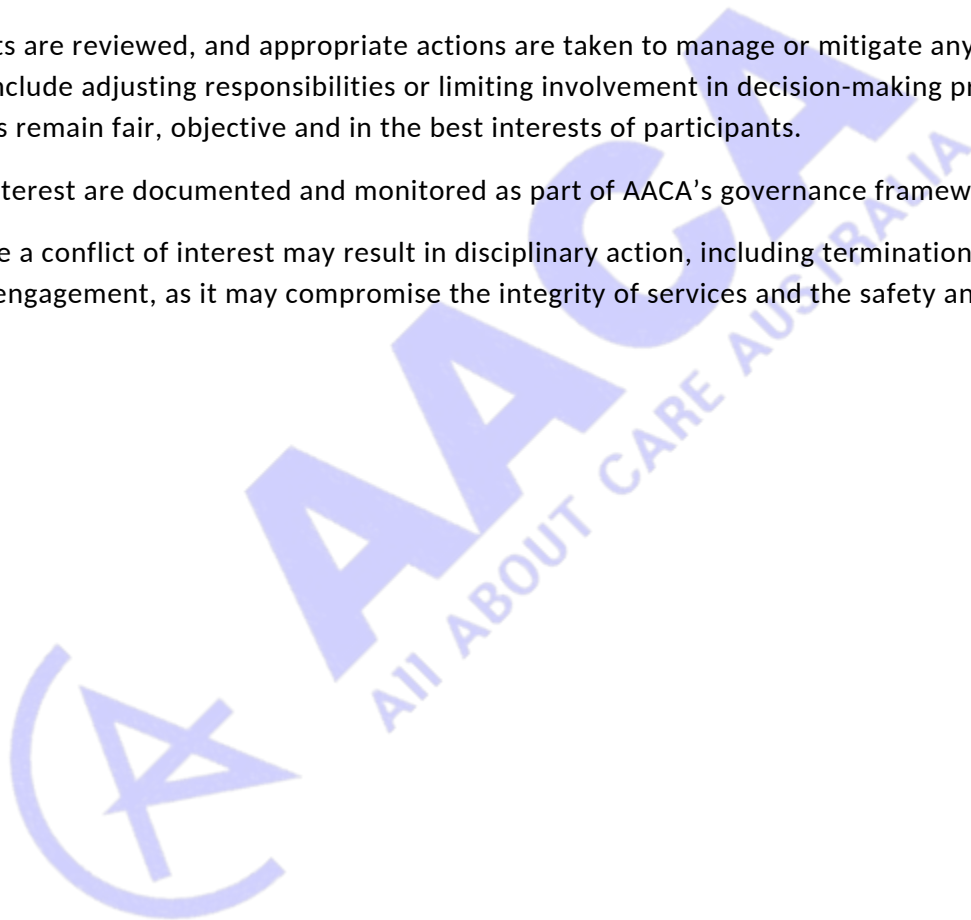 ts are reviewed, and appropriate actions are taken to manage or mitigate any
nclude adjusting responsibilities or limiting involvement in decision-making pr
s remain fair, objective and in the best interests of participants.
terest are documented and monitored as part of AACA’s governance framew
e a conflict of interest may result in disciplinary action, including termination
engagement, as it may compromise the integrity of services and the safety an
AACA
All ABOUT CARE AUSTRALIA